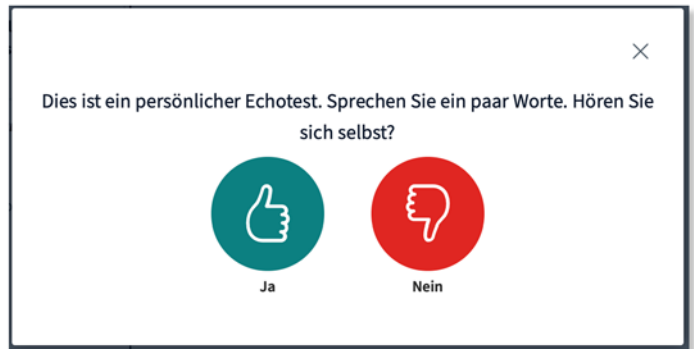 Dies ist ein persönlicher Echotest. Sprechen Sie ein paar Worte. Hören Sie
sich selbst?
Ja
Nein